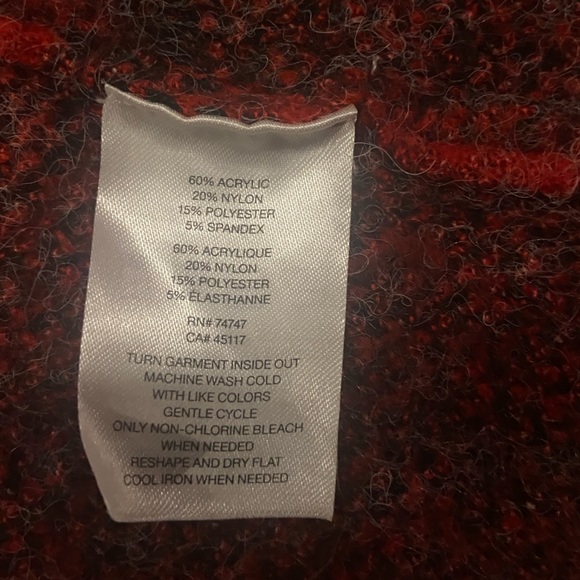 60% ACRYLIC
20% NYLON
15% POLYESTER
5% SPANDEX
60% ACRYLIQUE
20% NYLON
15% POLYESTER
5% ÉLASTHANNE
RN# 74747
CA# 45117
TURN GARMENT INSIDE OUT
MACHINE WASH COLD
WITH LIKE COLORS
GENTLE CYCLE
ONLY NON-CHLORINE BLEACH
WHEN NEEDED
RESHAPE AND DRY FLAT
COOL IRON WHEN NEEDED